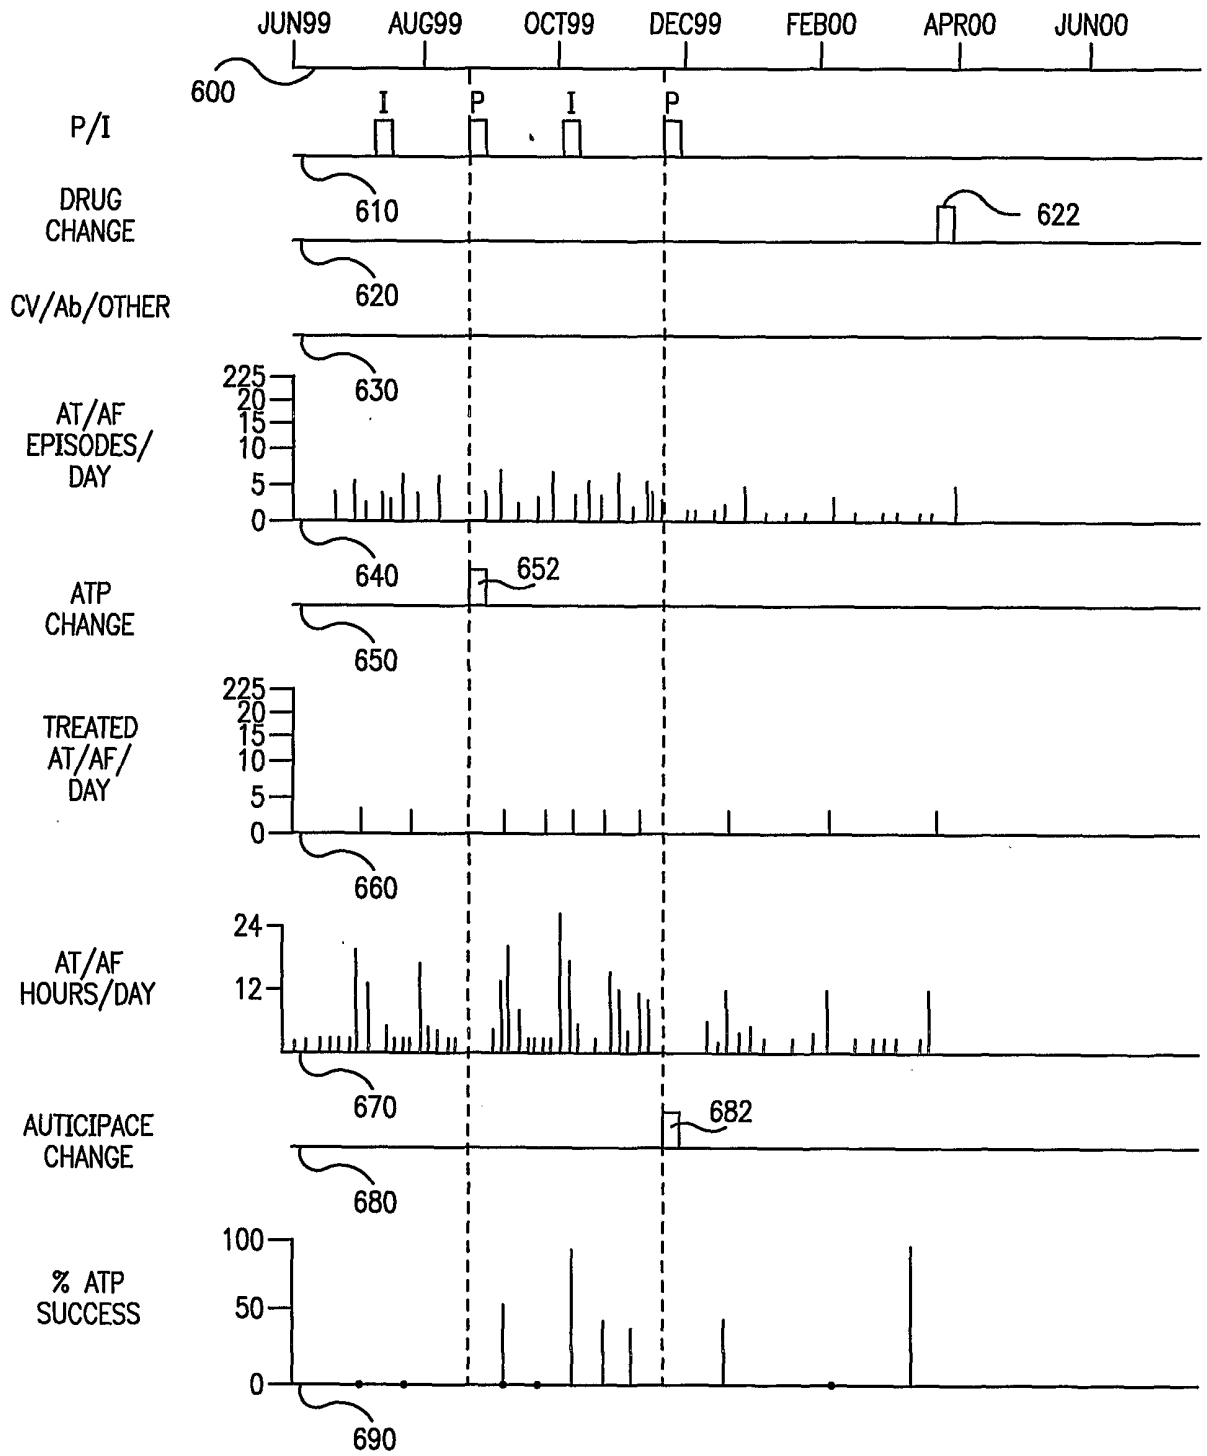 JUN99 AUG99 OCT99 DEC99 FEB00 APR00 JUN00
600
P/I
I P I P
610
DRUG
CHANGE
622
620
CV/Ab/OTHER
630
AT/AF
EPISODES/
DAY
225
20
15
10
5
0
640
ATP
CHANGE
652
650
TREATED
AT/AF/
DAY
225
20
15
10
5
0
660
AT/AF
HOURS/DAY
24
12
670
AUTICIPACE
CHANGE
682
680
% ATP
SUCCESS
100
50
0
690